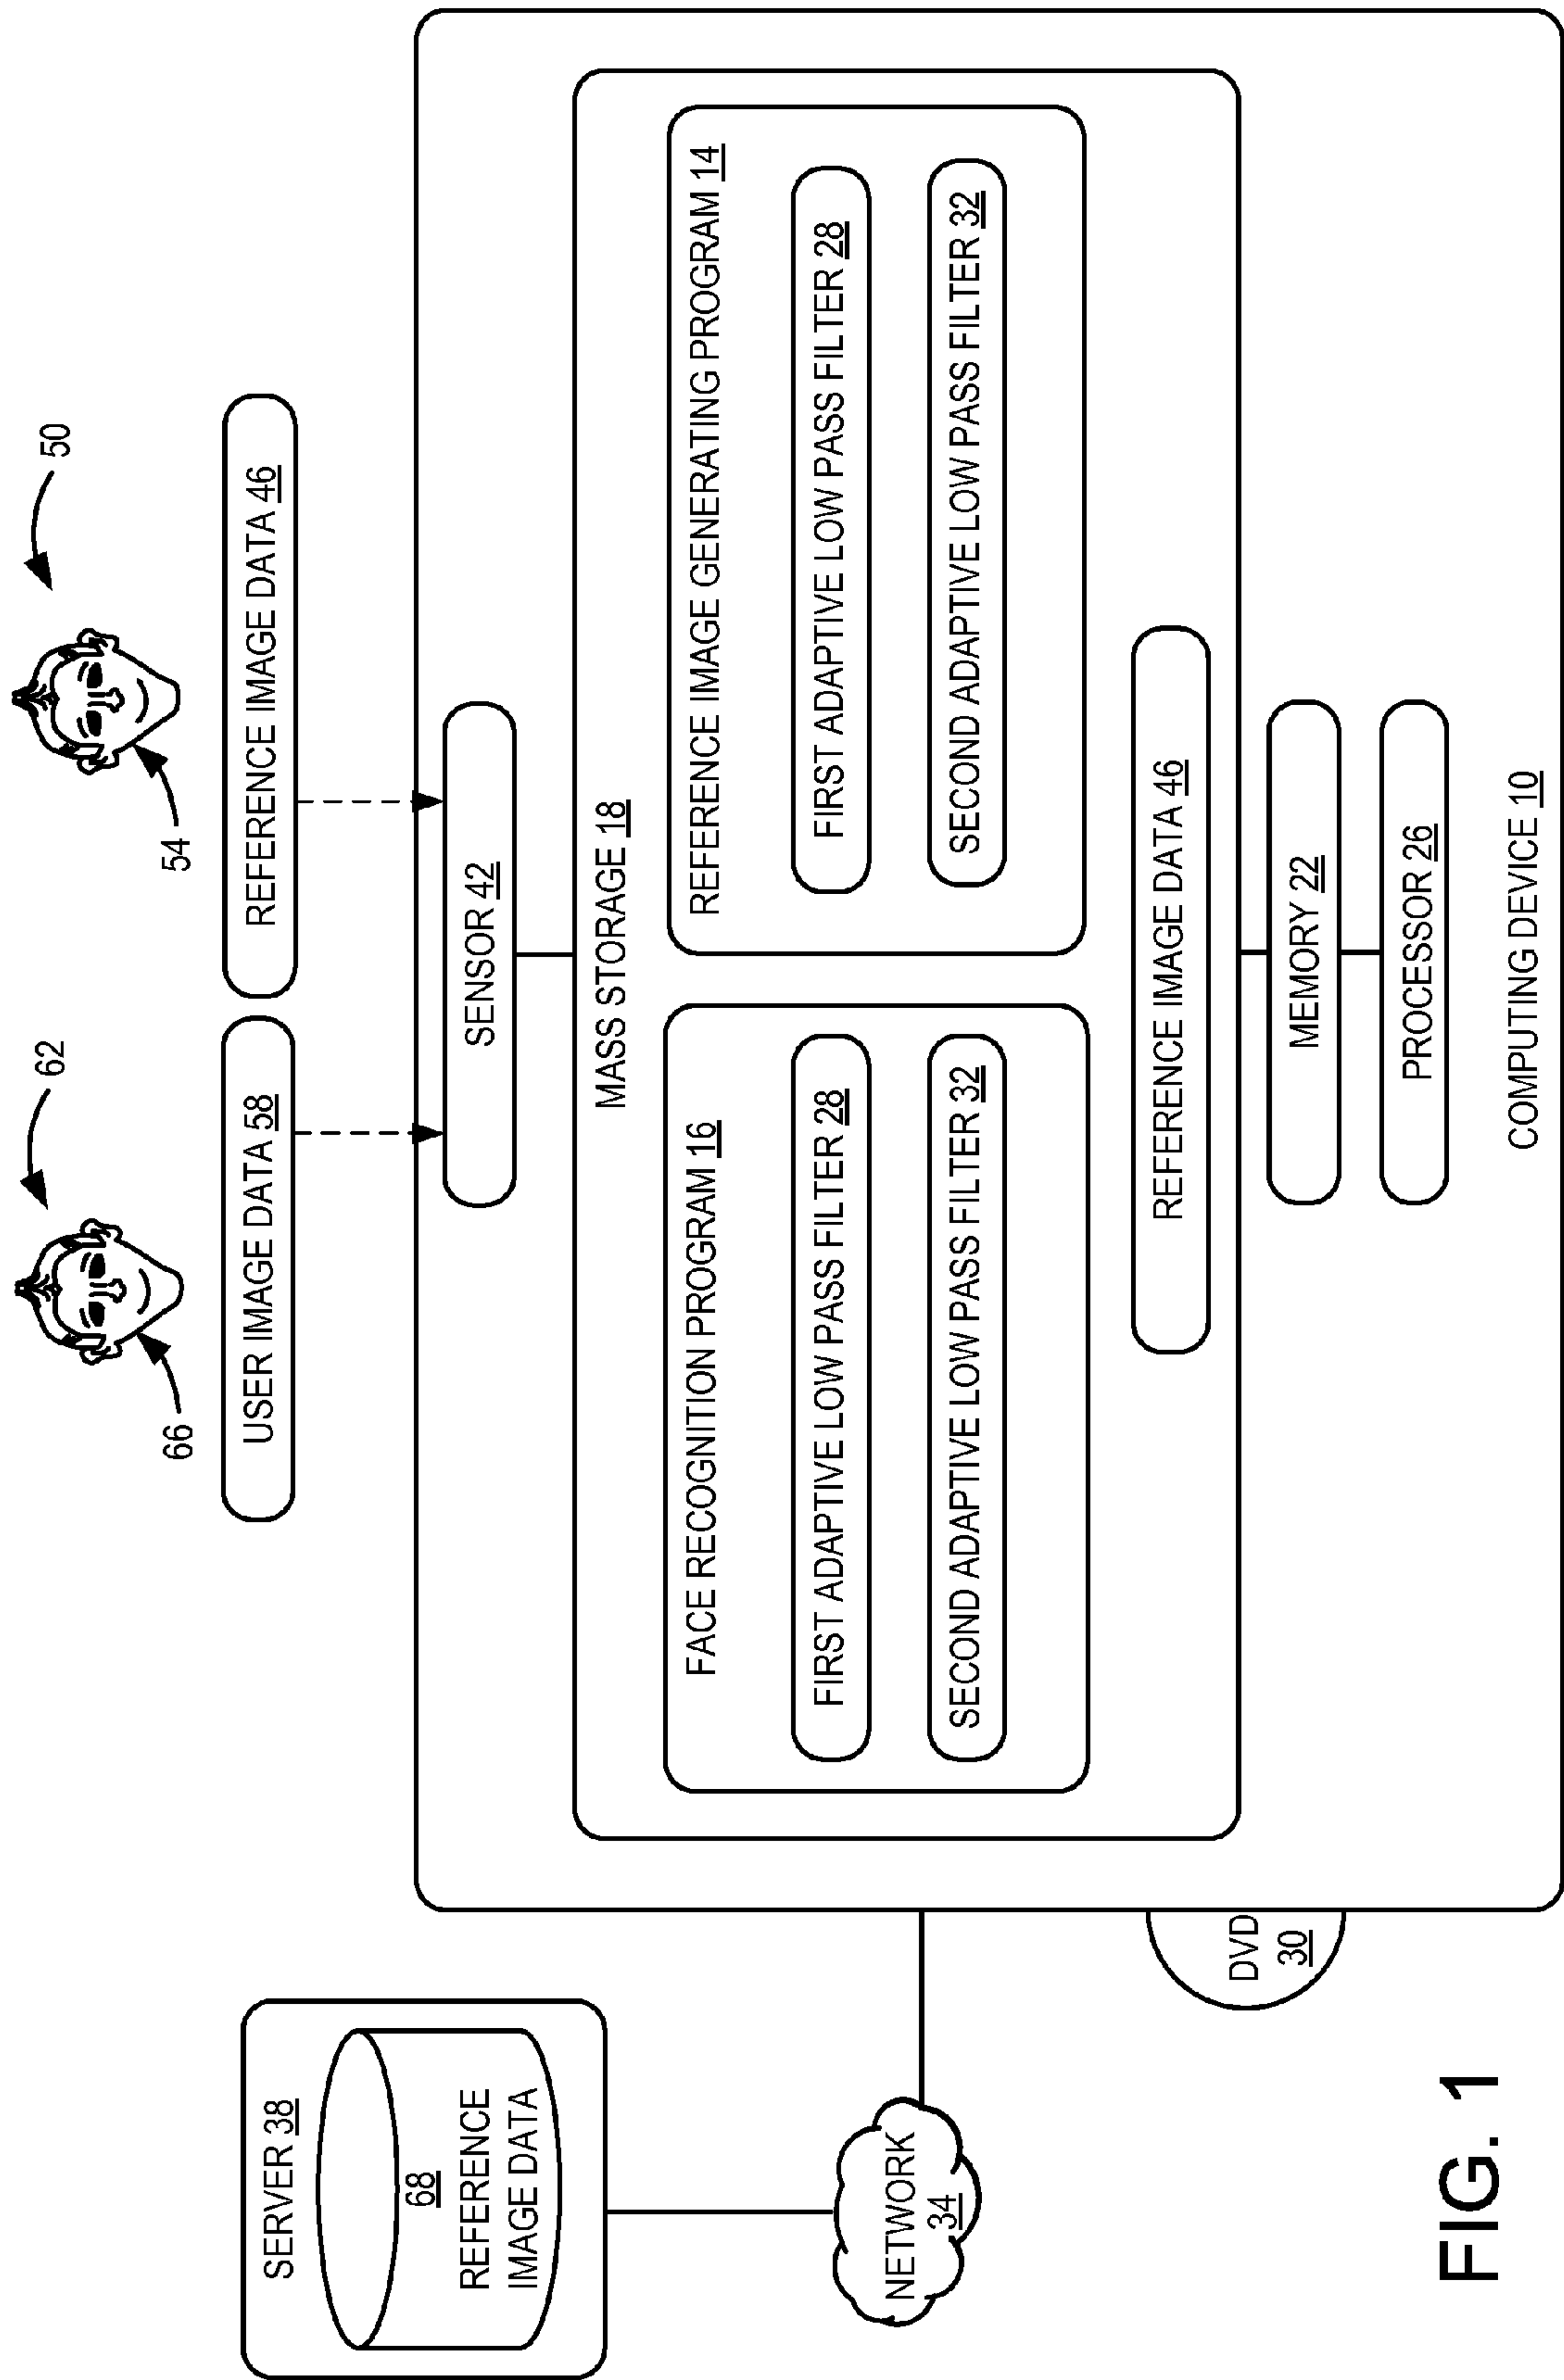 62
50
66
54
USER IMAGE DATA 58
REFERENCE IMAGE DATA 46
SERVER 38
68
REFERENCE
IMAGE DATA
SENSOR 42
MASS STORAGE 18
FACE RECOGNITION PROGRAM 16
FIRST ADAPTIVE LOW PASS FILTER 28
SECOND ADAPTIVE LOW PASS FILTER 32
REFERENCE IMAGE GENERATING PROGRAM 14
FIRST ADAPTIVE LOW PASS FILTER 28
SECOND ADAPTIVE LOW PASS FILTER 32
NETWORK
34
REFERENCE IMAGE DATA 46
DVD
30
MEMORY 22
PROCESSOR 26
COMPUTING DEVICE 10
FIG. 1